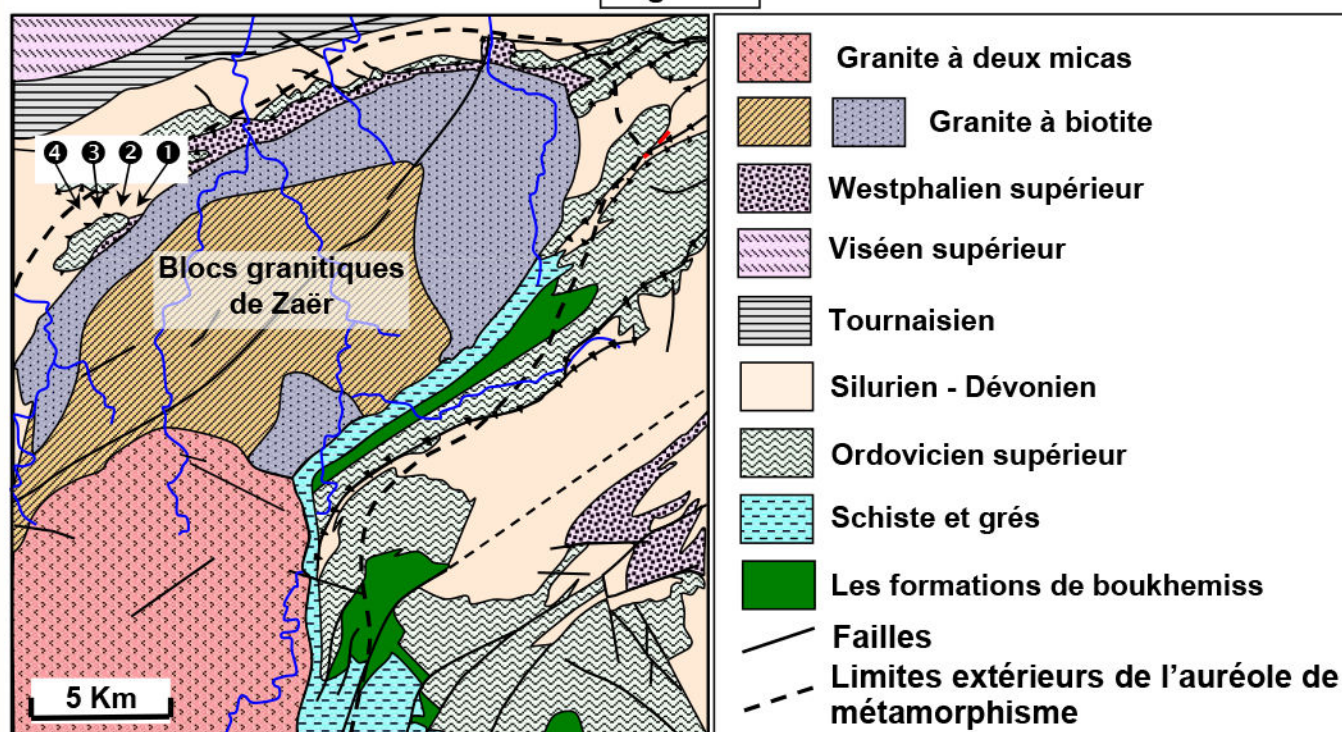 ❹ ❸ ❷ ❶
Blocs granitiques
de Zaër
5 Km
Granite à deux micas
Granite à biotite
Westphalien supérieur
Viséen supérieur
Tournaisien
Silurien - Dévonien
Ordovicien supérieur
Schiste et grés
Les formations de boukhemiss
Failles
Limites extérieurs de l’auréole de
métamorphisme